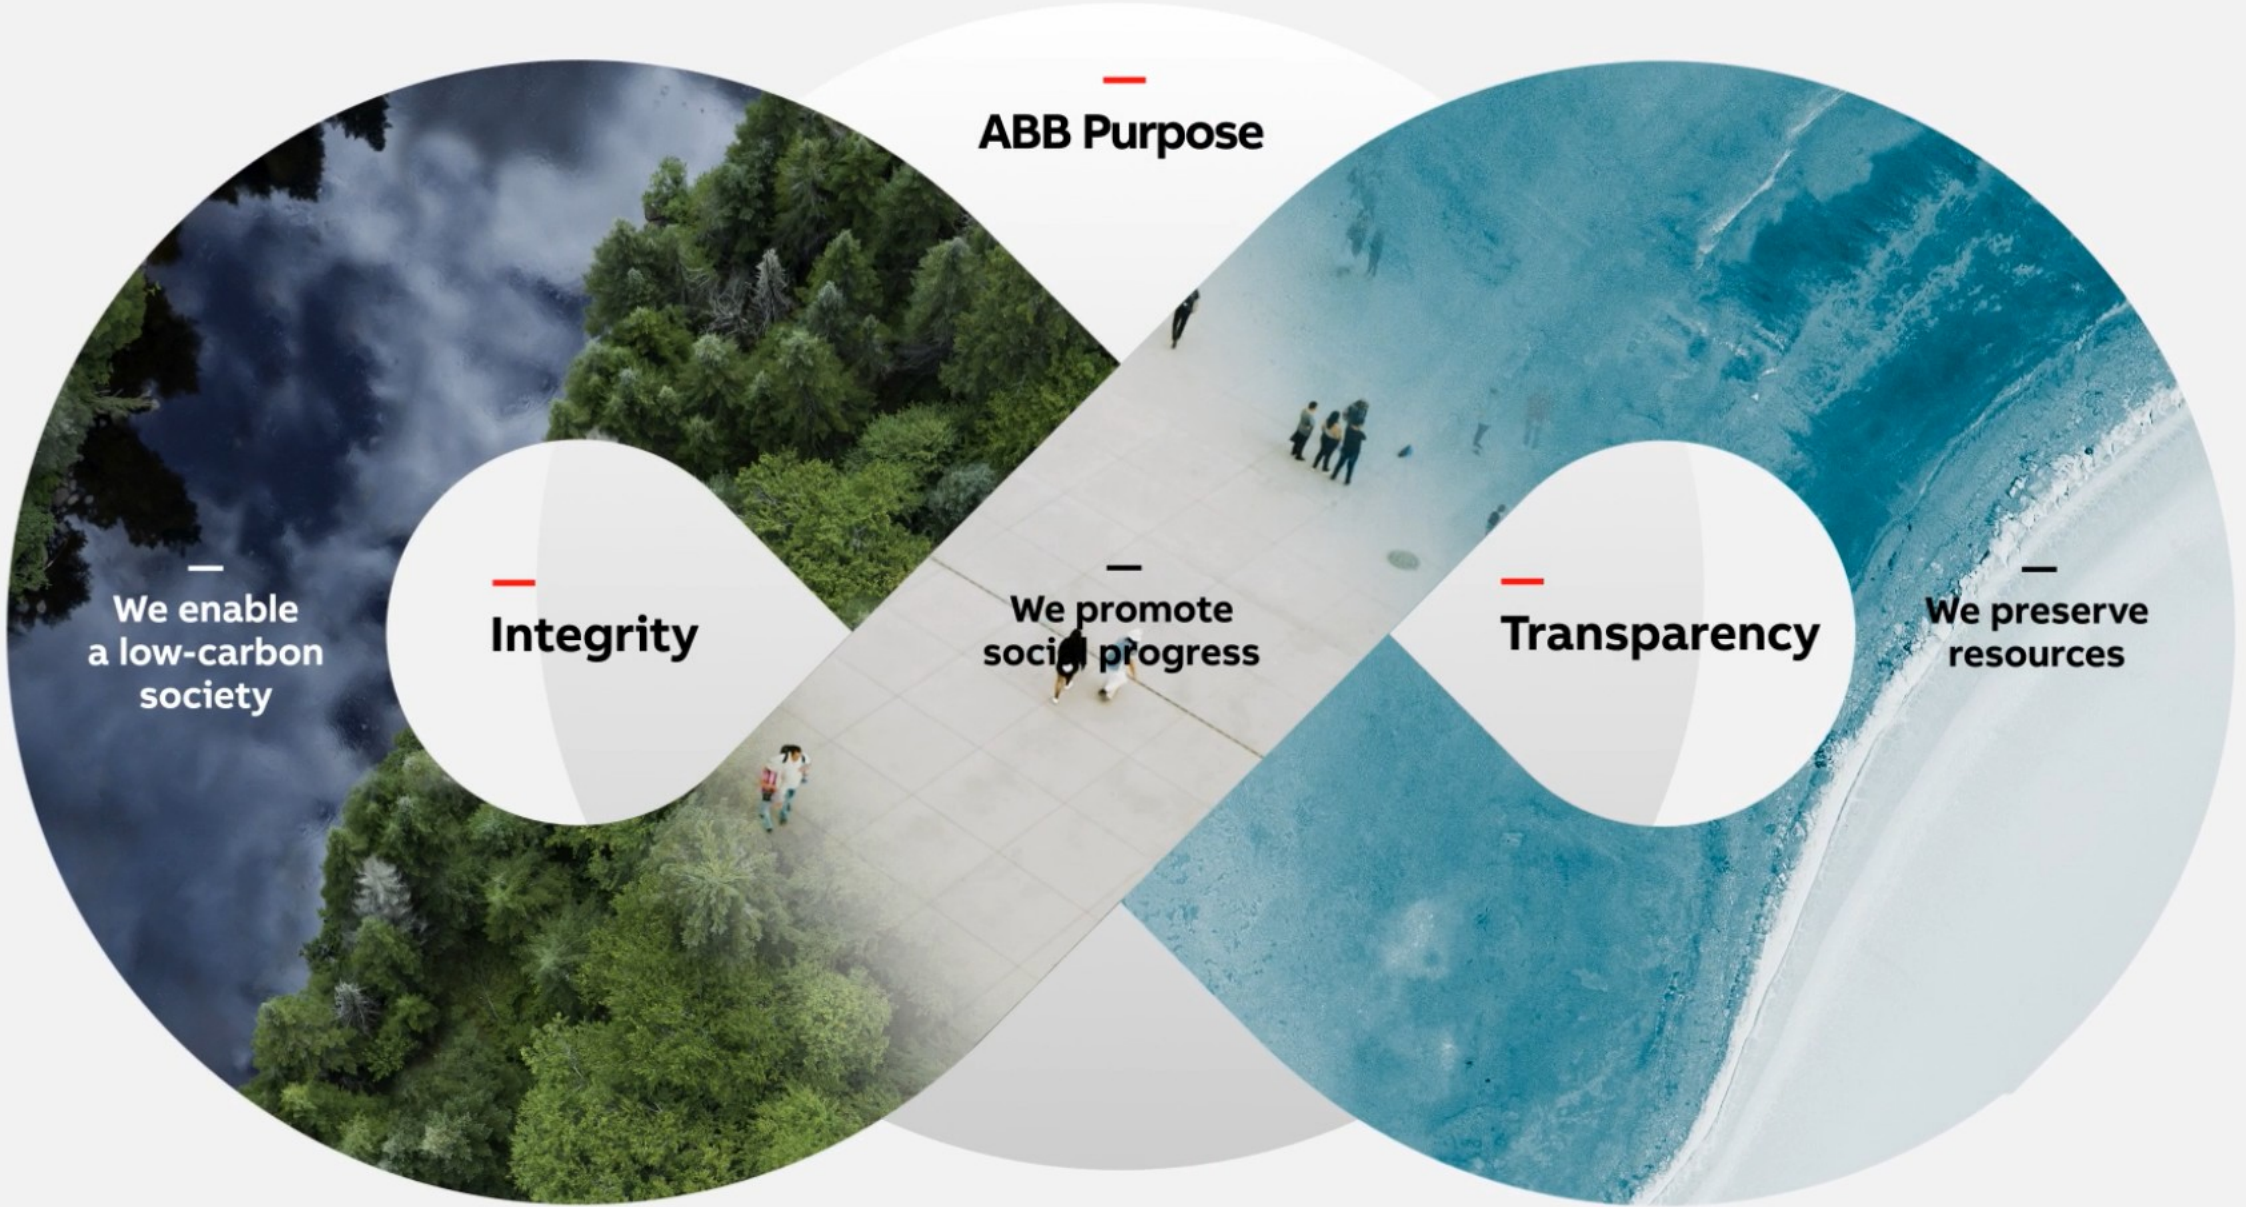 ABB Purpose
We enable
a low-carbon
society
Integrity
We promote
social progress
Transparency
We preserve
resources